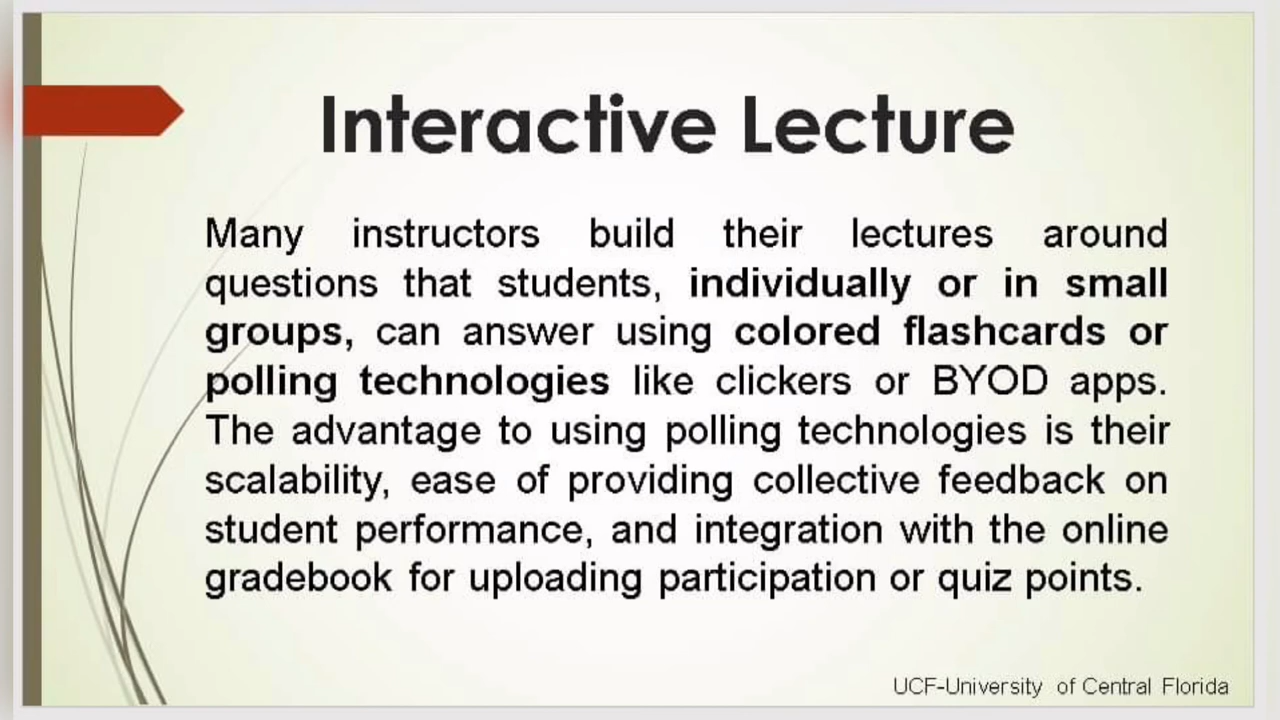 Interactive Lecture
Many instructors build their lectures around
questions that students, individually or in small
groups, can answer using colored flashcards or
polling technologies like clickers or BYOD apps.
The advantage to using polling technologies is their
scalability, ease of providing collective feedback on
student performance, and integration with the online
gradebook for uploading participation or quiz points.
UCF-University of Central Florida